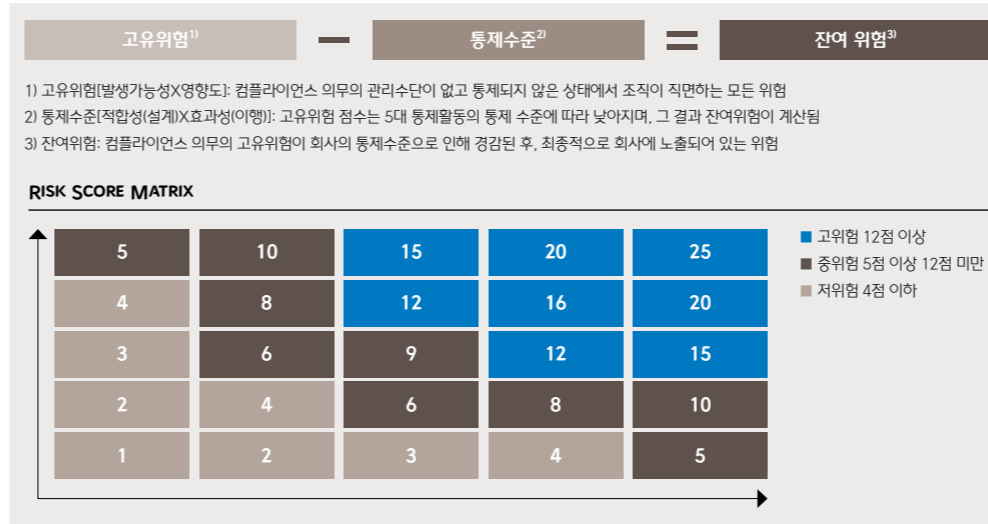 고유위험1) − 통제수준2) = 잔여 위험3)
1) 고유위험[발생가능성X영향도]: 컴플라이언스 의무의 관리수단이 없고 통제되지 않은 상태에서 조직이 직면하는 모든 위험
2) 통제수준[적합성(설계)X효과성(이행)]: 고유위험 점수는 5대 통제활동의 통제 수준에 따라 낮아지며, 그 결과 잔여위험이 계산됨
3) 잔여위험: 컴플라이언스 의무의 고유위험이 회사의 통제수준으로 인해 경감된 후, 최종적으로 회사에 노출되어 있는 위험
RISK SCORE MATRIX
5 10 15 20 25
4 8 12 16 20
3 6 9 12 15
2 4 6 8 10
1 2 3 4 5
고위험 12점 이상
중위험 5점 이상 12점 미만
저위험 4점 이하